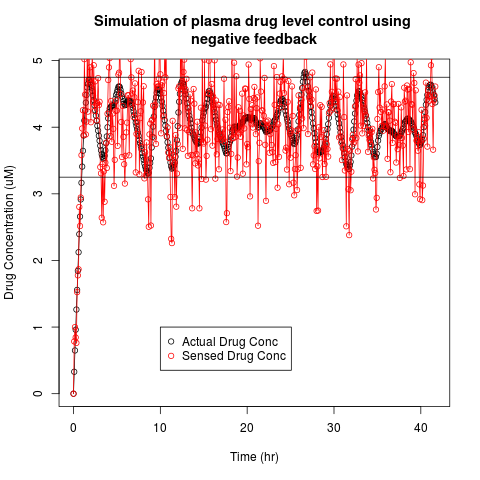 Simulation of plasma drug level control using
negative feedback
5
4
3
2
1
0
Drug Concentration (uM)
Actual Drug Conc
Sensed Drug Conc
0 10 20 30 40
Time (hr)